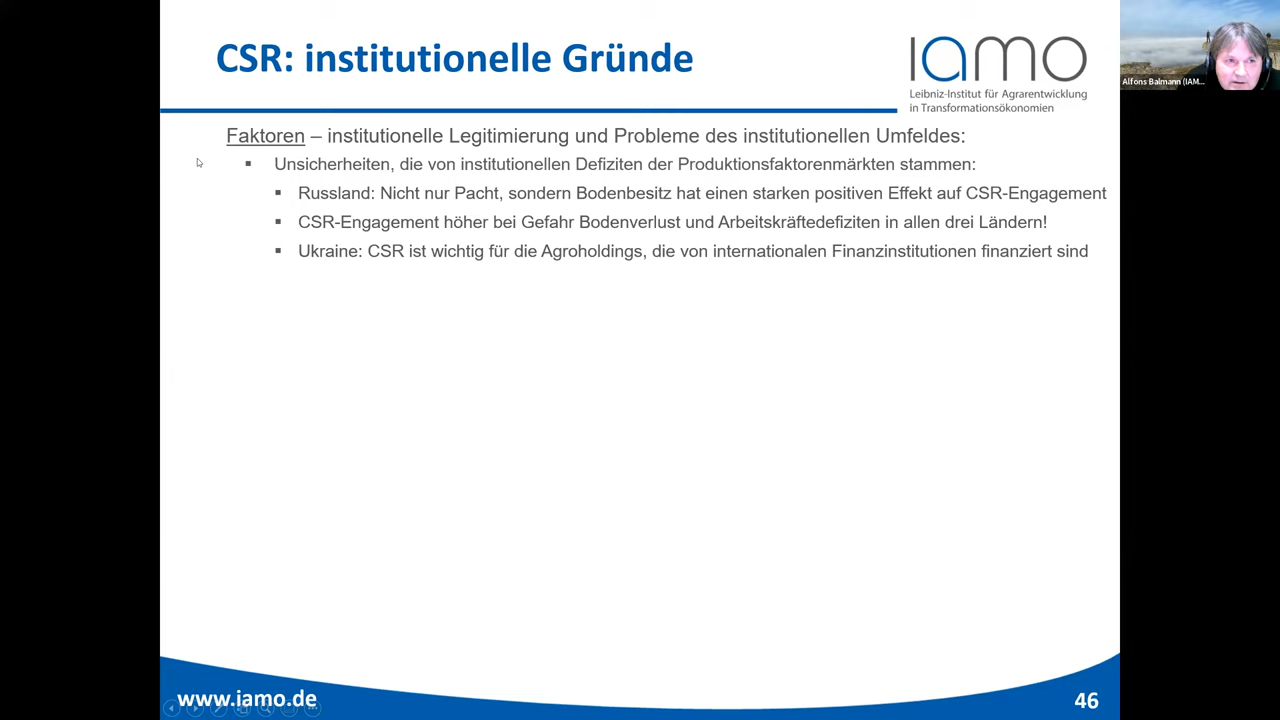 CSR: institutionelle Gründe
iamo
Leibniz-Institut für Agrarentwicklung
in Transformationsökonomien
Alfons Balmann (IAM...
Faktoren – institutionelle Legitimierung und Probleme des institutionellen Umfeldes:
Unsicherheiten, die von institutionellen Defiziten der Produktionsfaktorenmärkten stammen:
Russland: Nicht nur Pacht, sondern Bodenbesitz hat einen starken positiven Effekt auf CSR-Engagement
CSR-Engagement höher bei Gefahr Bodenverlust und Arbeitskräftedefiziten in allen drei Ländern!
Ukraine: CSR ist wichtig für die Agroholdings, die von internationalen Finanzinstitutionen finanziert sind
www.iamo.de
46